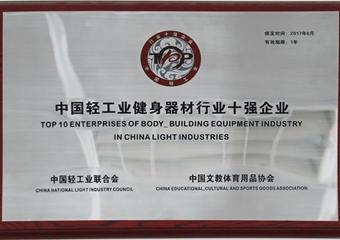 颁发时间：2017年6月
有效期限：1年
TOP
中国轻工业健身器材行业十强企业
TOP 10 ENTERPRISES OF BODY_ BUILDING EQUIPMENT INDUSTRY
IN CHINA LIGHT INDUSTRIES
中国轻工业联合会
CHINA NATIONAL LIGHT INDUSTRY COUNCIL
中国文教体育用品协会
CHINA EDUCATIONAL,CULTURAL AND SPORTS GOODS ASSOCIATION